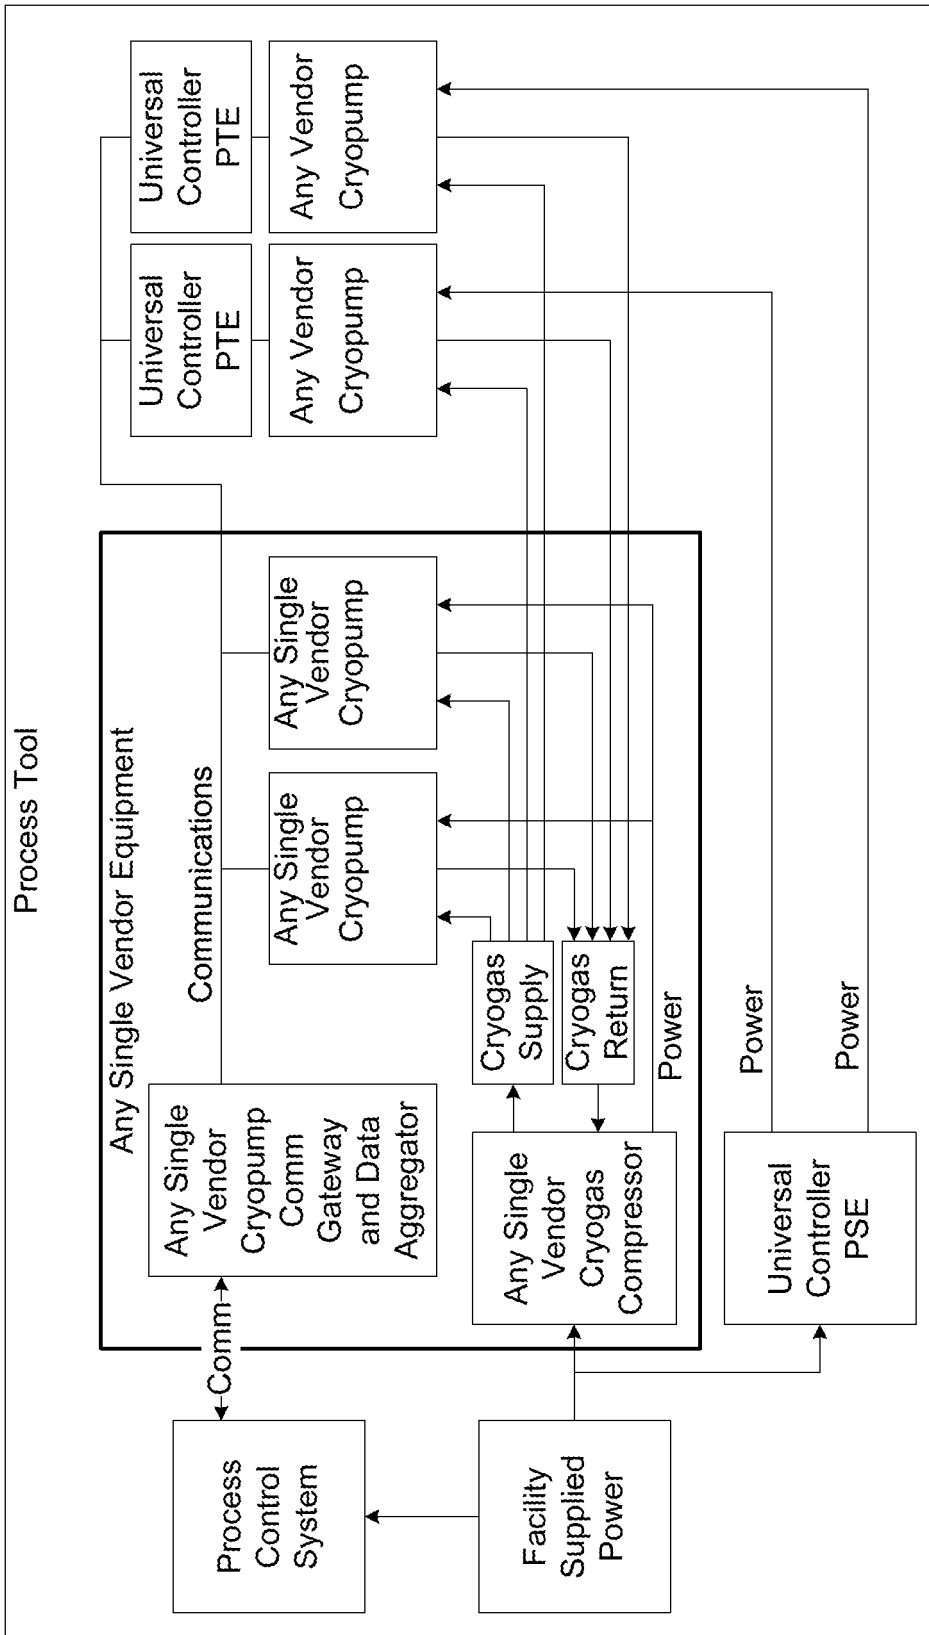 Process Tool
Any Single Vendor Equipment
Process
Control
System
Comm
Any Single
Vendor
Cryopump
Comm
Gateway
and Data
Aggregator
Communications
Any Single
Vendor
Cryopump
Any Single
Vendor
Cryopump
Universal
Controller
PTE
Universal
Controller
PTE
Any Vendor
Cryopump
Any Vendor
Cryopump
Facility
Supplied
Power
Any Single
Vendor
Cryogas
Compressor
Cryogas
Supply
Cryogas
Return
Power
Universal
Controller
PSE
Power
Power